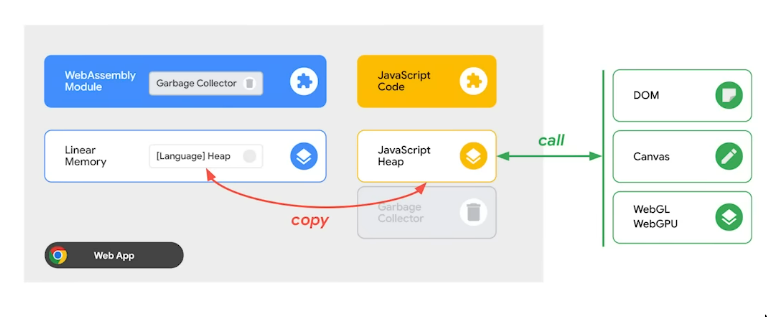 WebAssembly
Module
Garbage Collector
JavaScript
Code
DOM
Linear
Memory
[Language] Heap
JavaScript
Heap
call
Canvas
copy
Garbage
Collector
WebGL
WebGPU
Web App